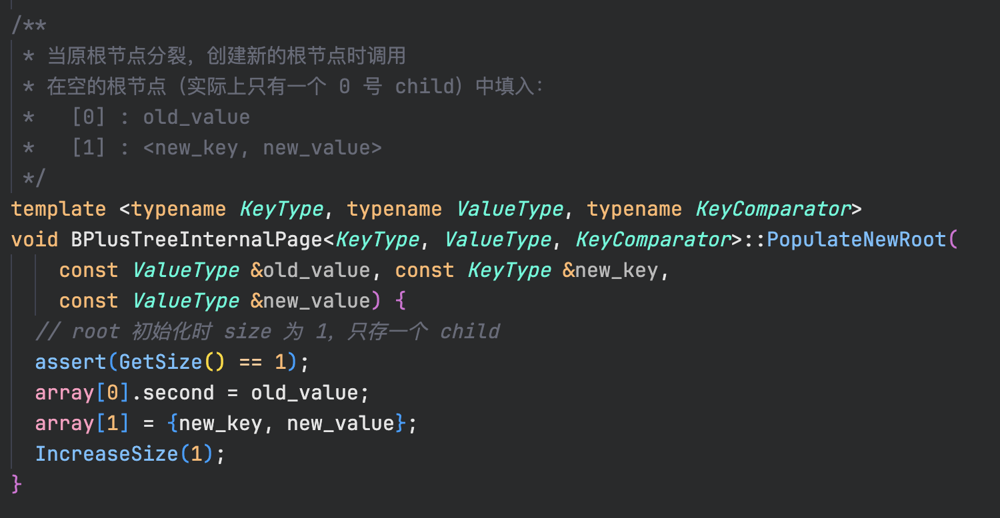 /**
 * 当原根节点分裂，创建新的根节点时调用
 * 在空的根节点（实际上只有一个 0 号 child）中填入：
 *   [0] : old_value
 *   [1] : <new_key, new_value>
 */
template <typename KeyType, typename ValueType, typename KeyComparator>
void BPlusTreeInternalPage<KeyType, ValueType, KeyComparator>::PopulateNewRoot(
    const ValueType &old_value, const KeyType &new_key,
    const ValueType &new_value) {
  // root 初始化时 size 为 1，只存一个 child
  assert(GetSize() == 1);
  array[0].second = old_value;
  array[1] = {new_key, new_value};
  IncreaseSize(1);
}